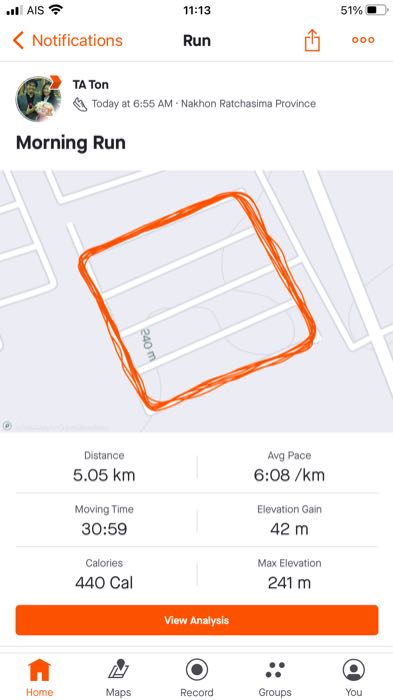 AIS
11:13
51%
Notifications
Run
TA Ton
Today at 6:55 AM · Nakhon Ratchasima Province
Morning Run
240 m
Distance
Avg Pace
5.05 km
6:08 /km
Moving Time
Elevation Gain
30:59
42 m
Calories
Max Elevation
440 Cal
241 m
View Analysis
Home
Maps
Record
Groups
You